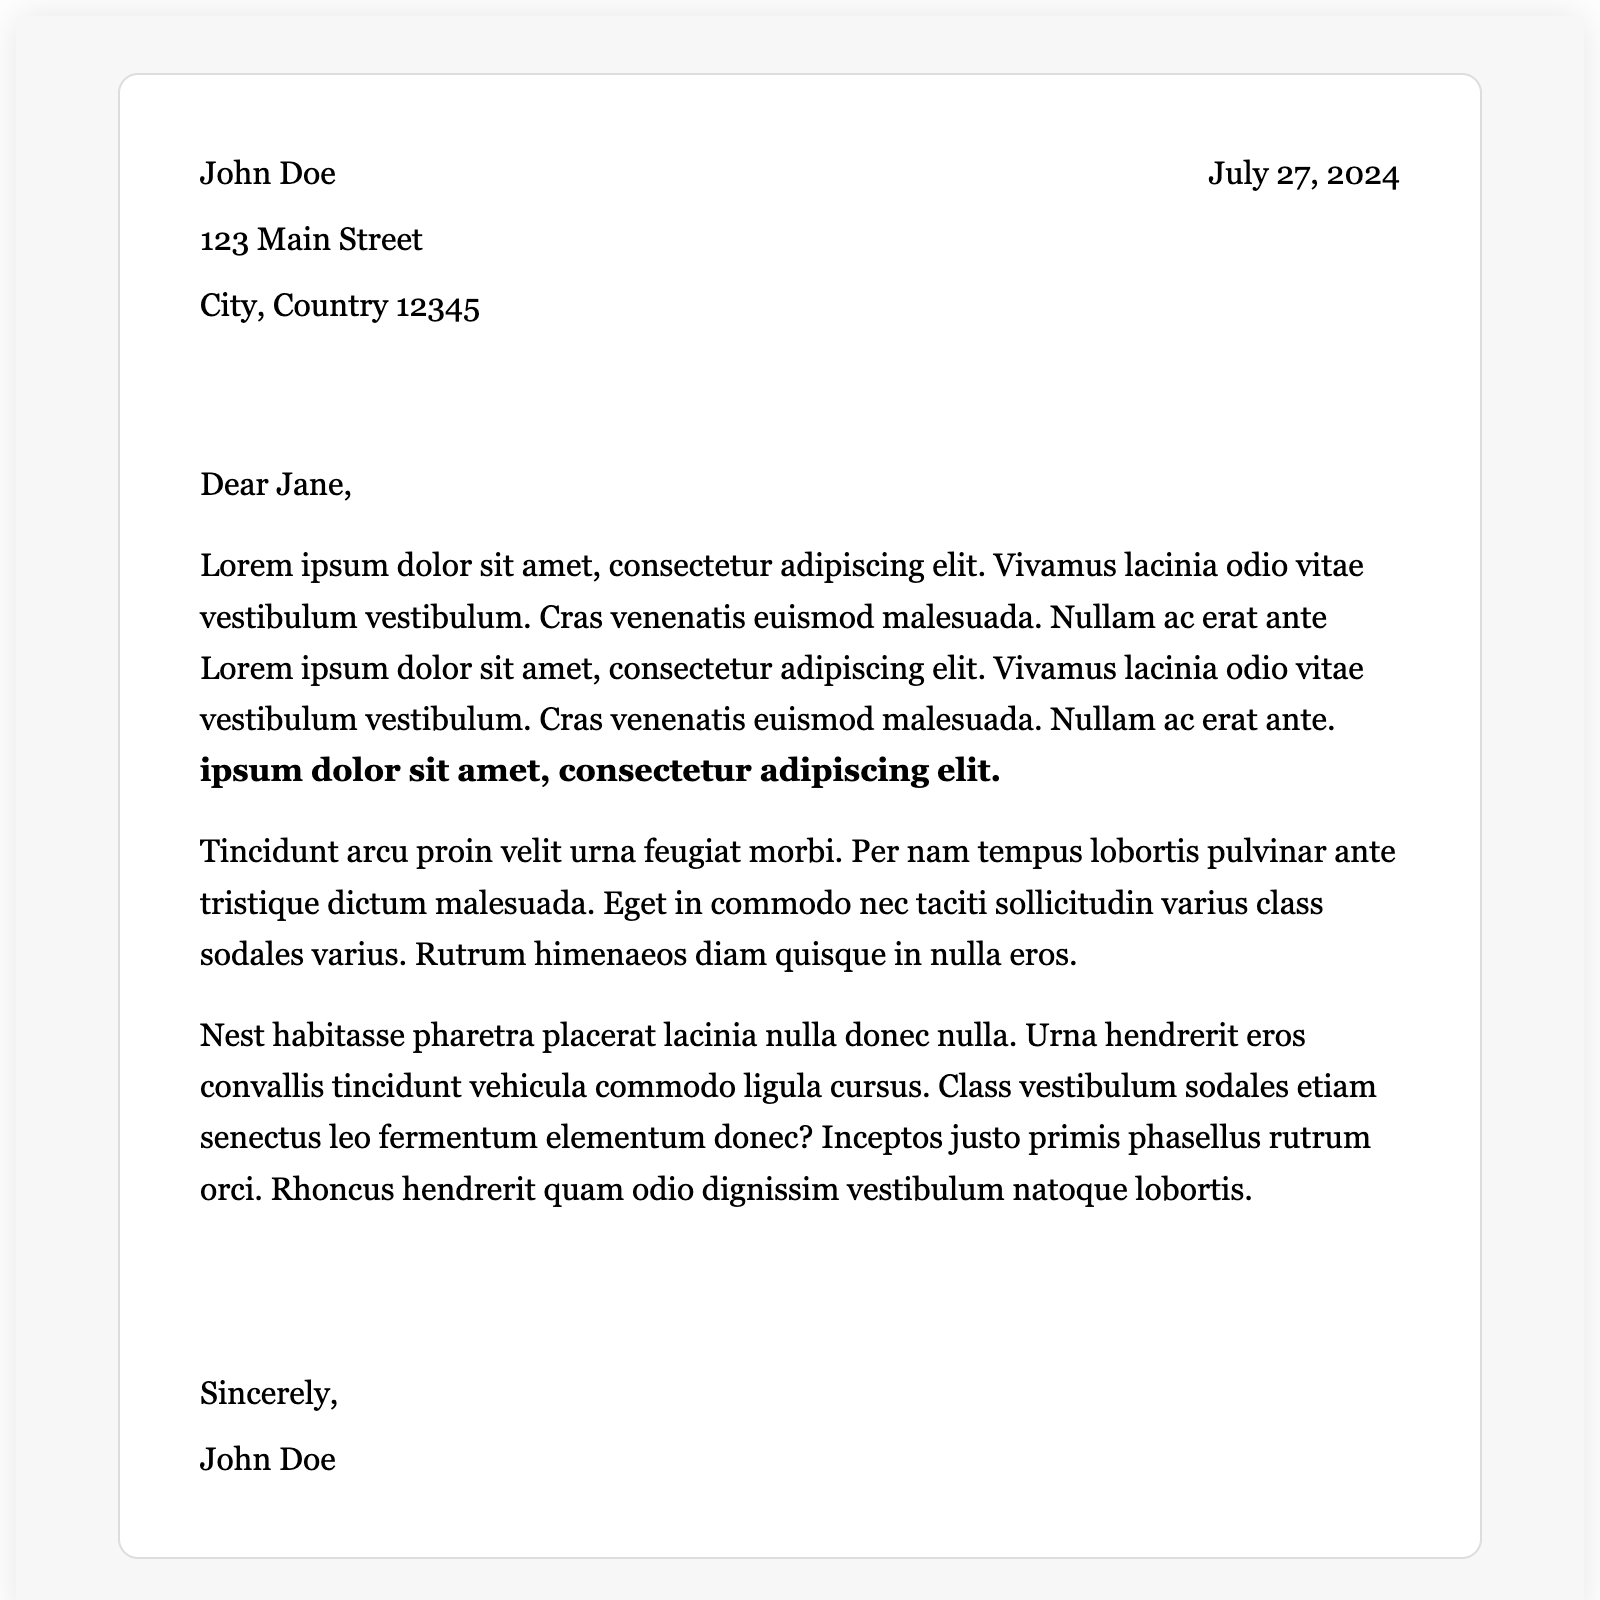 John Doe
July 27, 2024
123 Main Street
City, Country 12345
Dear Jane,
Lorem ipsum dolor sit amet, consectetur adipiscing elit. Vivamus lacinia odio vitae
vestibulum vestibulum. Cras venenatis euismod malesuada. Nullam ac erat ante
Lorem ipsum dolor sit amet, consectetur adipiscing elit. Vivamus lacinia odio vitae
vestibulum vestibulum. Cras venenatis euismod malesuada. Nullam ac erat ante.
ipsum dolor sit amet, consectetur adipiscing elit.
Tincidunt arcu proin velit urna feugiat morbi. Per nam tempus lobortis pulvinar ante
tristique dictum malesuada. Eget in commodo nec taciti sollicitudin varius class
sodales varius. Rutrum himenaeos diam quisque in nulla eros.
Nest habitasse pharetra placerat lacinia nulla donec nulla. Urna hendrerit eros
convallis tincidunt vehicula commodo ligula cursus. Class vestibulum sodales etiam
senectus leo fermentum elementum donec? Inceptos justo primis phasellus rutrum
orci. Rhoncus hendrerit quam odio dignissim vestibulum natoque lobortis.
Sincerely,
John Doe